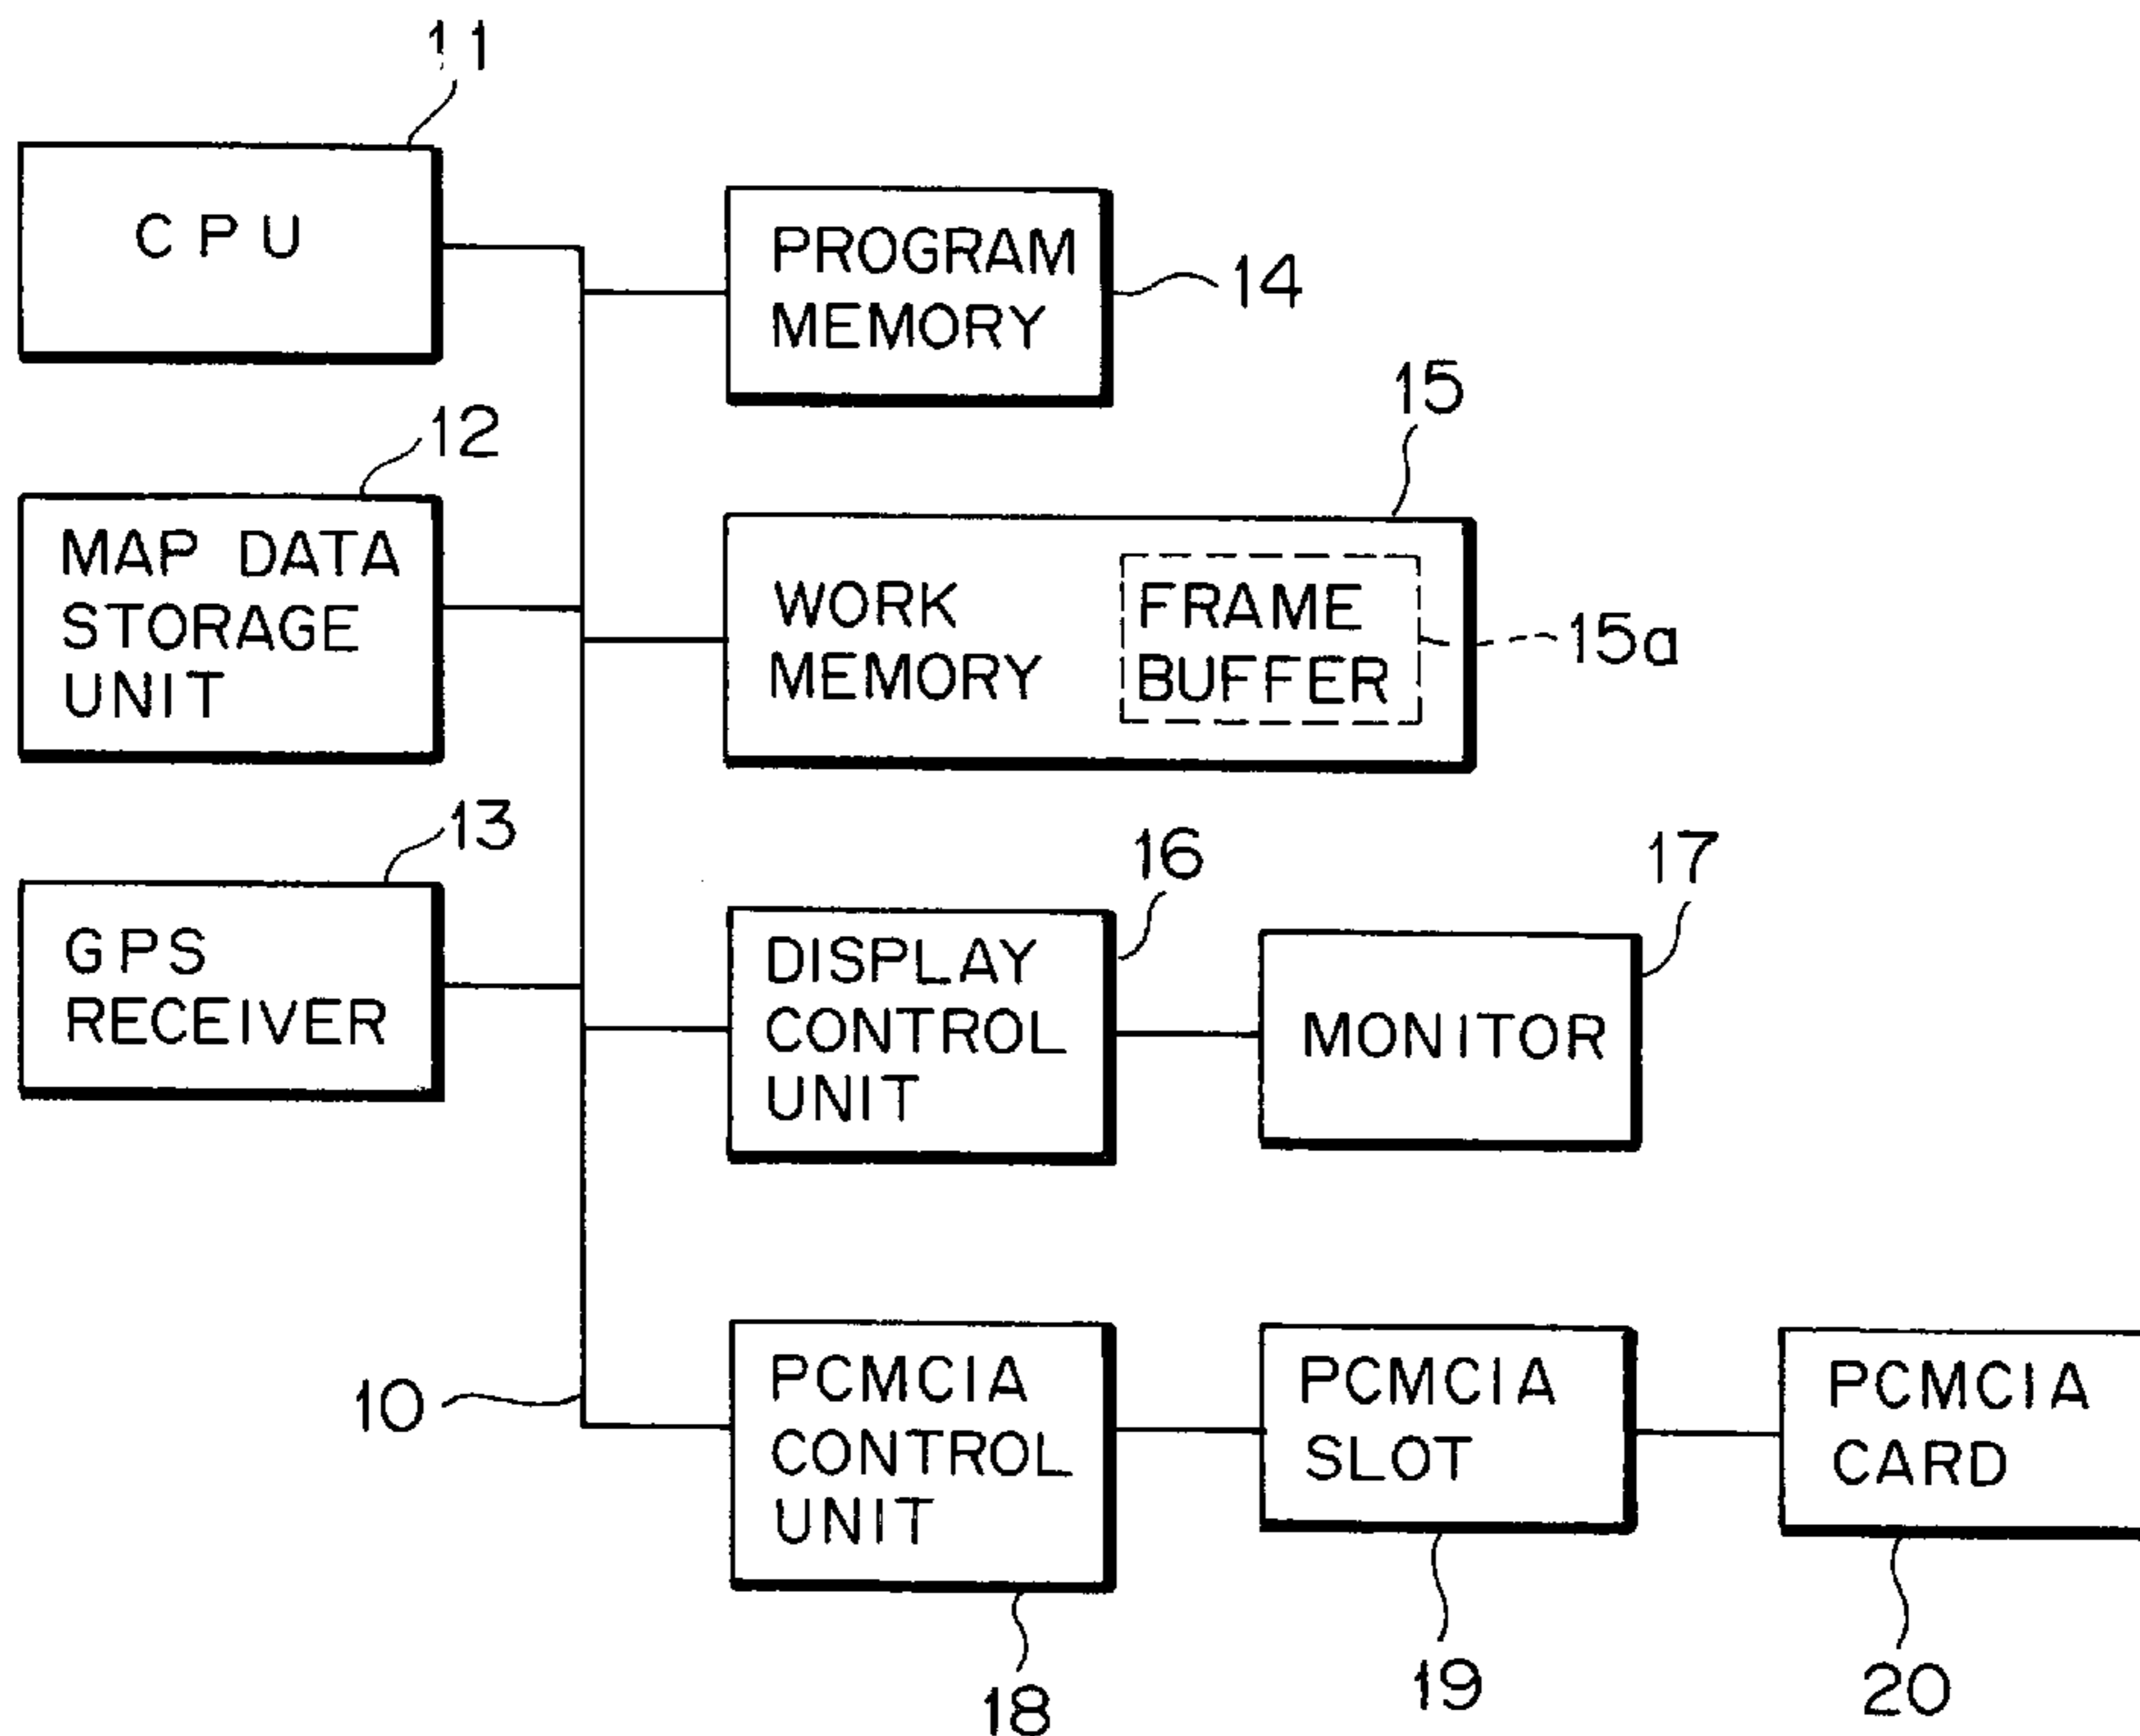 11
CPU
PROGRAM
MEMORY
14
12
MAP DATA
STORAGE
UNIT
15
WORK
MEMORY
FRAME
BUFFER
15a
13
GPS
RECEIVER
16
DISPLAY
CONTROL
UNIT
17
MONITOR
10
PCMCIA
CONTROL
UNIT
18
PCMCIA
SLOT
19
PCMCIA
CARD
20